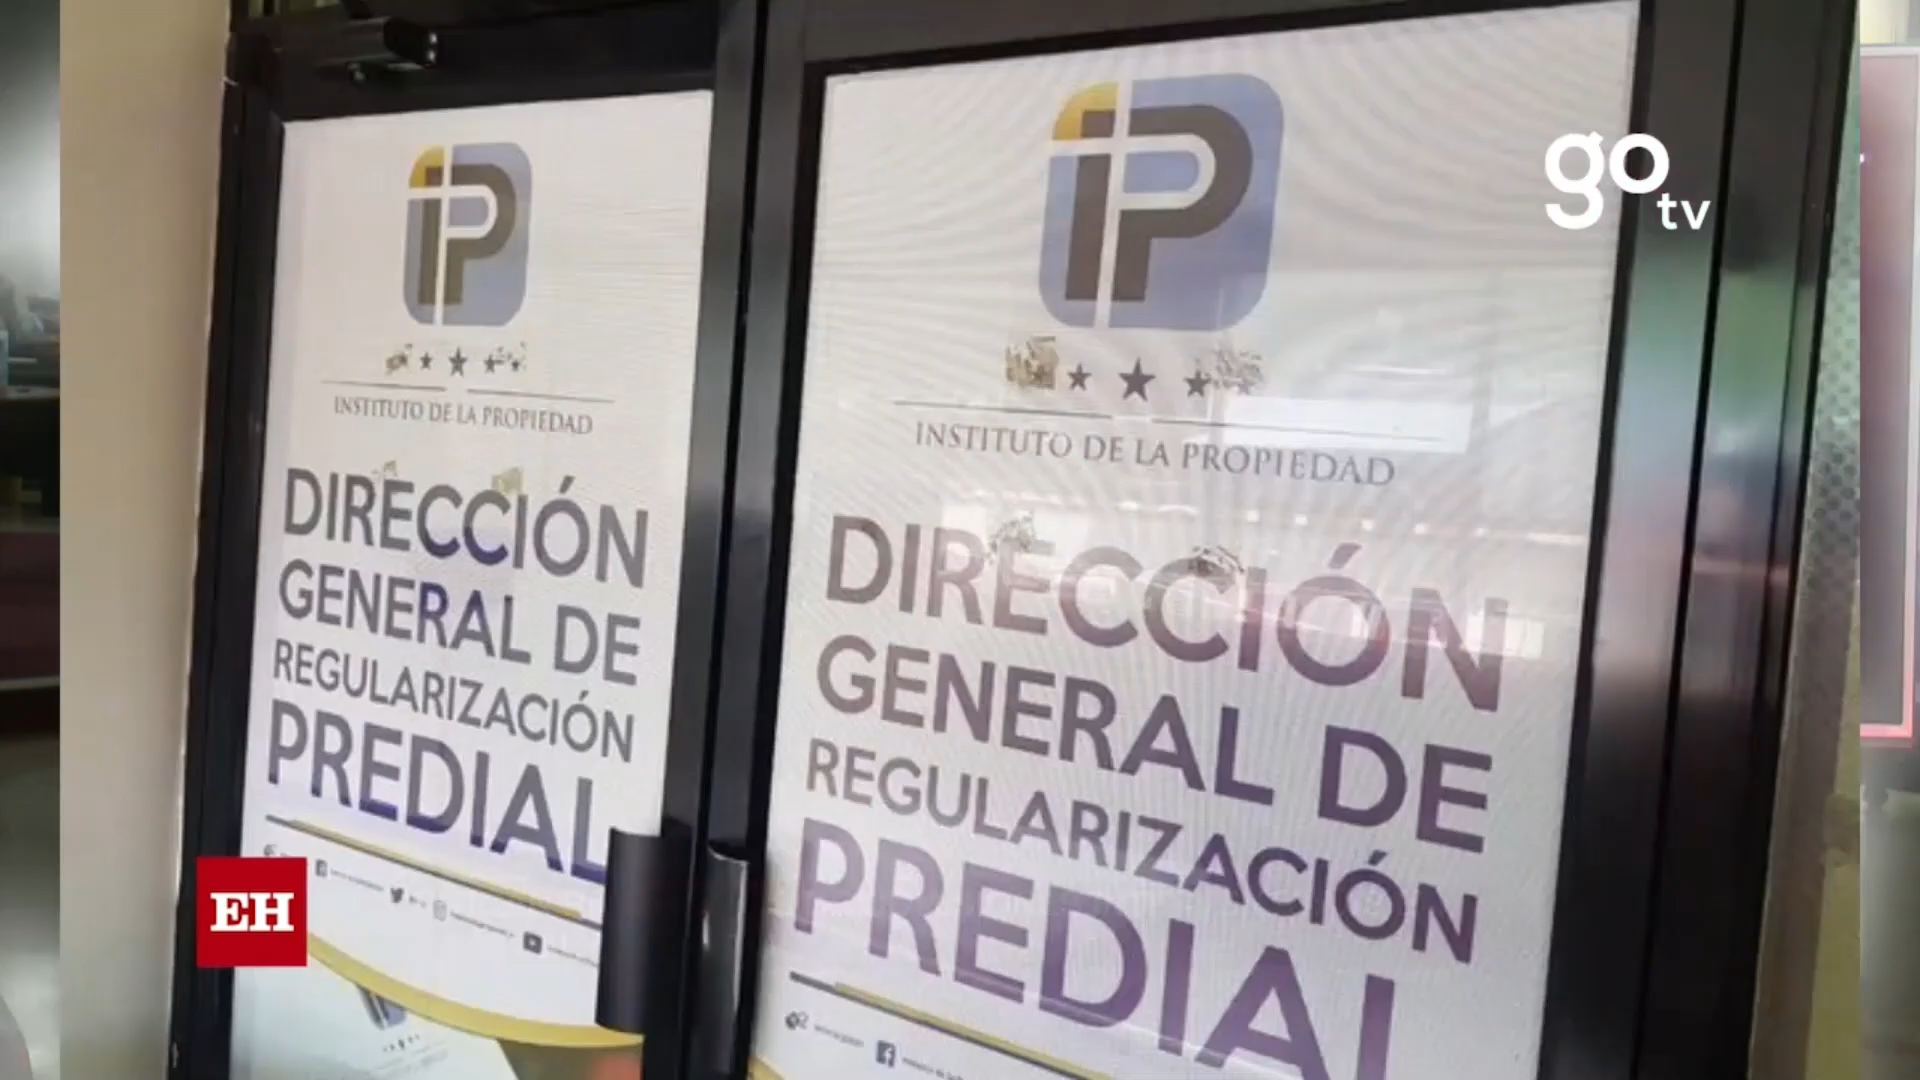 iP
INSTITUTO DE LA PROPIEDAD
DIRECCIÓN
GENERAL DE
REGULARIZACIÓN
PREDIAL
iP
INSTITUTO DE LA PROPIEDAD
DIRECCIÓN
GENERAL DE
REGULARIZACIÓN
PREDIAL
go
tv
EH